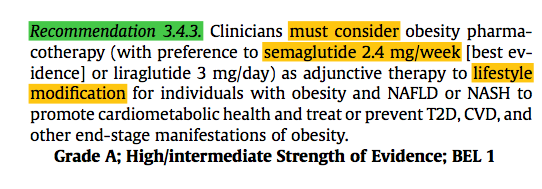 Recommendation 3.4.3. Clinicians must consider obesity pharma-
cotherapy (with preference to semaglutide 2.4 mg/week [best ev-
idence] or liraglutide 3 mg/day) as adjunctive therapy to lifestyle
modification for individuals with obesity and NAFLD or NASH to
promote cardiometabolic health and treat or prevent T2D, CVD, and
other end-stage manifestations of obesity.
Grade A; High/intermediate Strength of Evidence; BEL 1